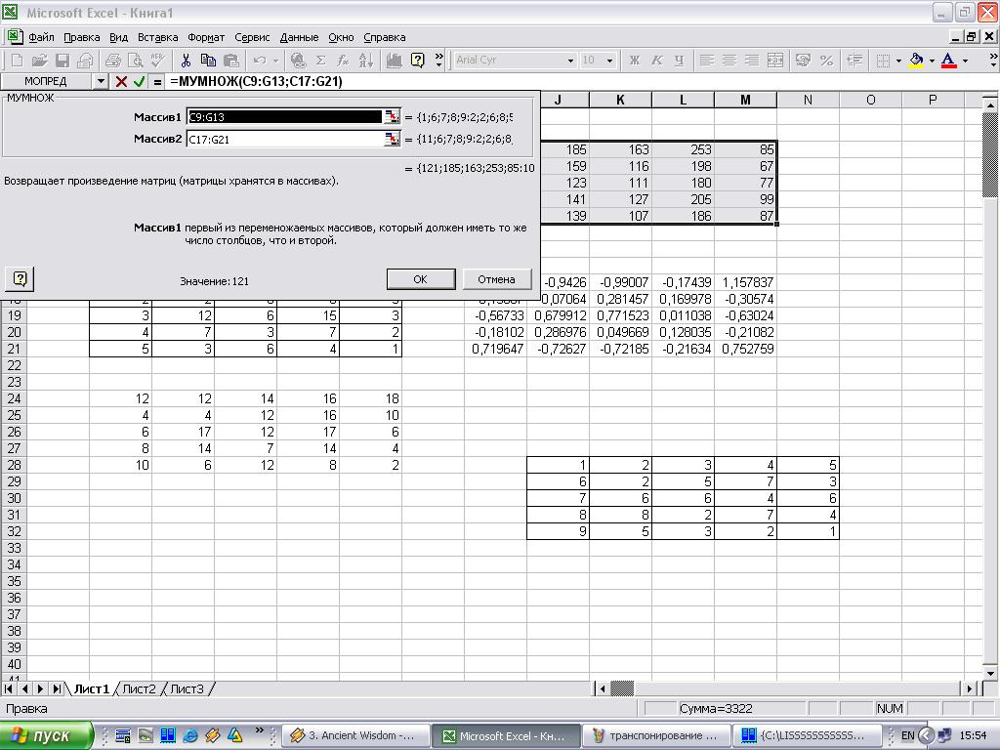 Microsoft Excel - Книга1
Файл Правка Вид Вставка Формат Сервис Данные Окно Справка
Arial Cyr 10 Ж К Ч
МОПРЕД =МУМНОЖ(C9:G13;C17:G21)
МУМНОЖ
Массив1 C9:G13 = {1;6;7;8;9:2;2;6;8;5
Массив2 C17:G21 = {11;6;7;8;9:2;2;6;8
= {121;185;163;253;85:10
Возвращает произведение матриц (матрицы хранятся в массивах).
Массив1 первый из перемножаемых массивов, который должен иметь то же
число столбцов, что и второй.
Значение:121
ОК Отмена
J K L M N O P
185 163 253 85
159 116 198 67
123 111 180 77
141 127 205 99
139 107 186 87
-0,9426 -0,99007 -0,17439 1,157837
-0,07064 0,281457 0,169978 -0,30574
19 3 12 6 15 3 -0,56733 0,679912 0,771523 0,011038 -0,63024
20 4 7 3 7 2 -0,18102 0,286976 0,049669 0,128035 -0,21082
21 5 3 6 4 1 0,719647 -0,72627 -0,72185 -0,21634 0,752759
22
23
24 12 12 14 16 18
25 4 4 12 16 10
26 6 17 12 17 6
27 8 14 7 14 4
28 10 6 12 8 2 1 2 3 4 5
29 6 2 5 7 3
30 7 6 6 4 6
31 8 8 2 7 4
32 9 5 3 2 1
33
34
35
36
37
38
39
40
Лист1 Лист2 Лист3
Правка Сумма=3322 NUM
пуск 3. Ancient Wisdom -... Microsoft Excel - Кн... транспонирование ... {C:\LISSSSSSSSSSS... EN 15:54